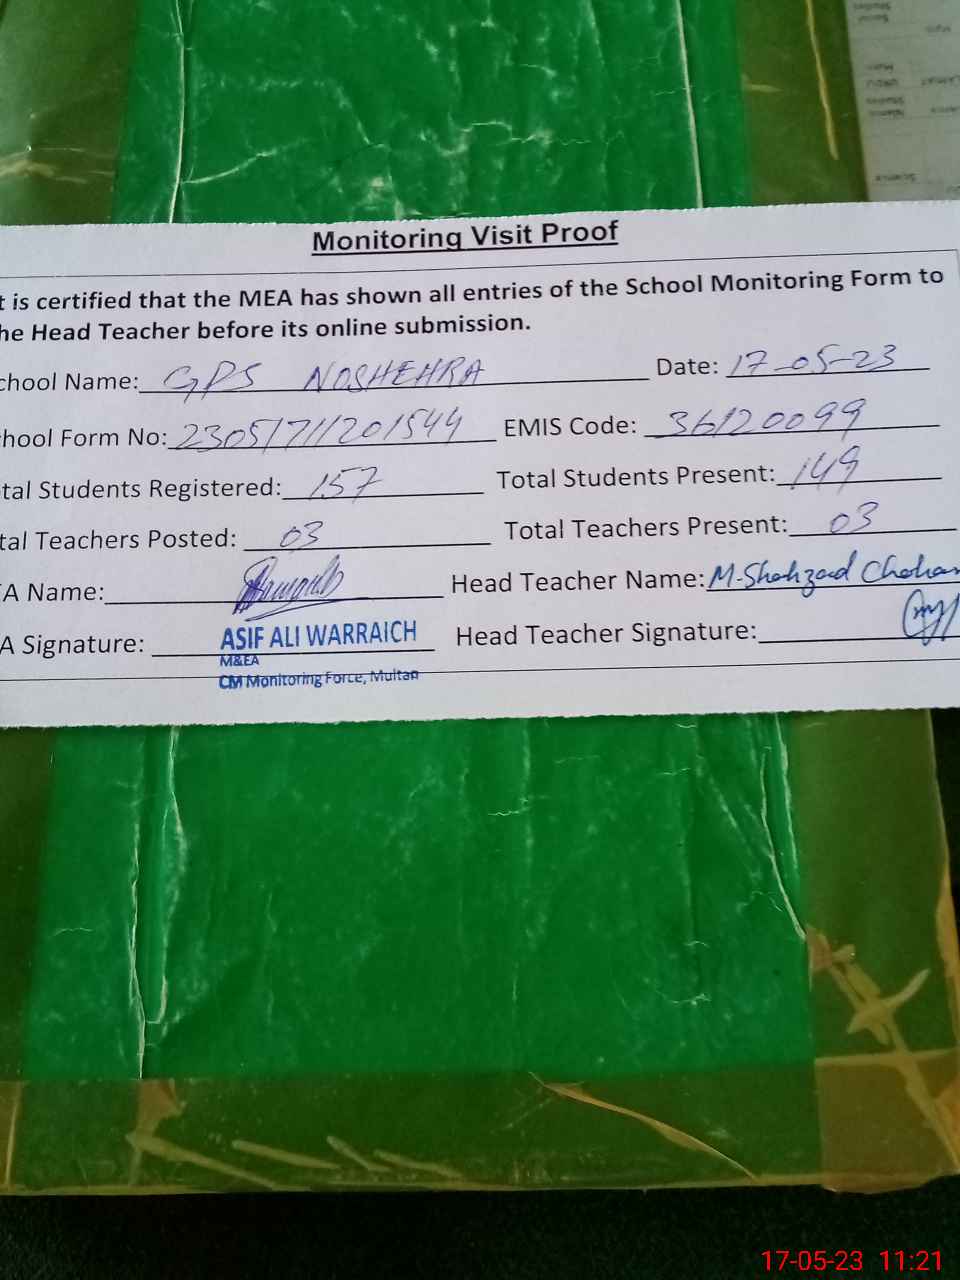 Monitoring Visit Proof
t is certified that the MEA has shown all entries of the School Monitoring Form to
he Head Teacher before its online submission.
chool Name: GPS NOSHEHRA Date: 17-05-23
hool Form No: 23051711201544 EMIS Code: 36120099
tal Students Registered: 157 Total Students Present: 149
tal Teachers Posted: 03 Total Teachers Present: 03
EA Name: Head Teacher Name: M-Shahzad Chohan
A Signature: ASIF ALI WARRAICH Head Teacher Signature:
M&EA
CM Monitoring Force, Multan
17-05-23 11:21